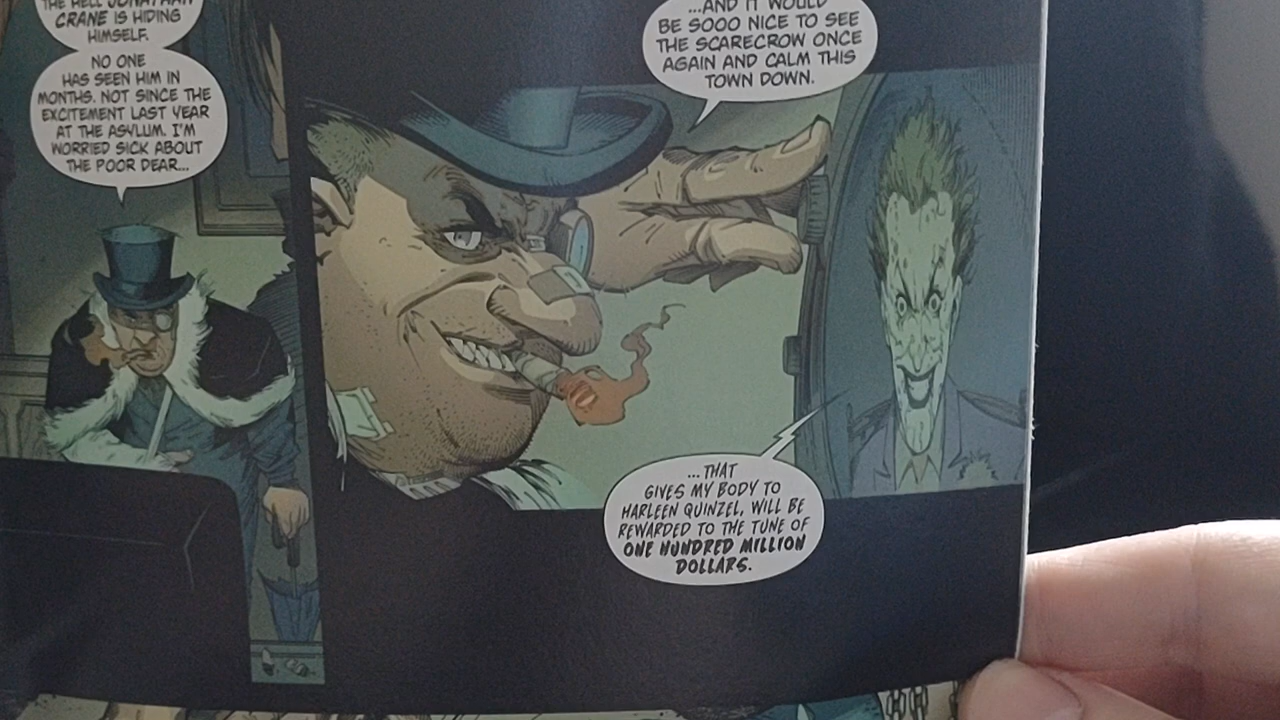 THE HELL JONATHAN
CRANE IS HIDING
HIMSELF.
NO ONE
HAS SEEN HIM IN
MONTHS. NOT SINCE THE
EXCITEMENT LAST YEAR
AT THE ASYLUM. I'M
WORRIED SICK ABOUT
THE POOR DEAR...
...AND IT WOULD
BE SOOO NICE TO SEE
THE SCARECROW ONCE
AGAIN AND CALM THIS
TOWN DOWN.
...THAT
GIVES MY BODY TO
HARLEEN QUINZEL, WILL BE
REWARDED TO THE TUNE OF
ONE HUNDRED MILLION
DOLLARS.